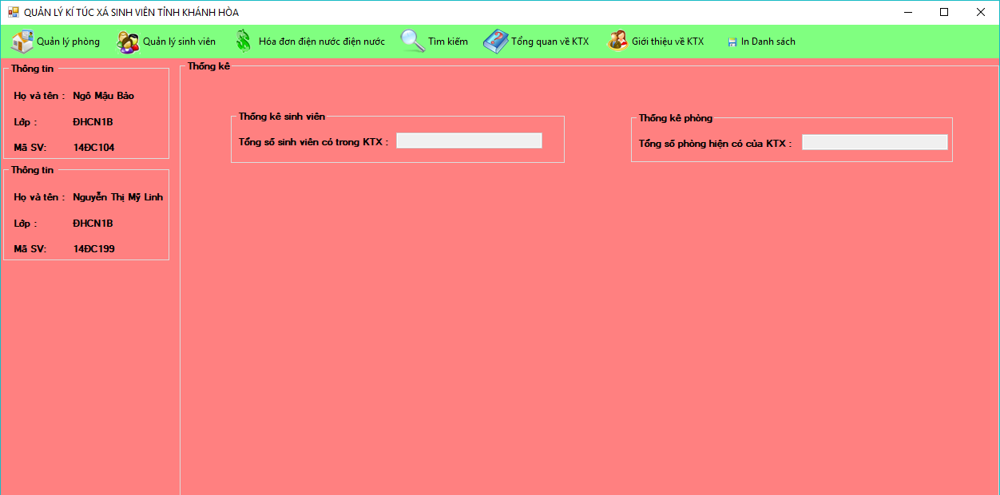 QUẢN LÝ KÍ TÚC XÁ SINH VIÊN TỈNH KHÁNH HÒA
Quản lý phòng Quản lý sinh viên Hóa đơn điện nước điện nước Tìm kiếm Tổng quan về KTX Giới thiệu về KTX In Danh sách
Thông tin
Họ và tên : Ngô Mậu Bảo
Lớp : ĐHCN1B
Mã SV: 14ĐC104
Thông tin
Họ và tên : Nguyễn Thị Mỹ Linh
Lớp : ĐHCN1B
Mã SV: 14ĐC199
Thống kê
Thống kê sinh viên
Tổng số sinh viên có trong KTX :
Thống kê phòng
Tổng số phòng hiện có của KTX :